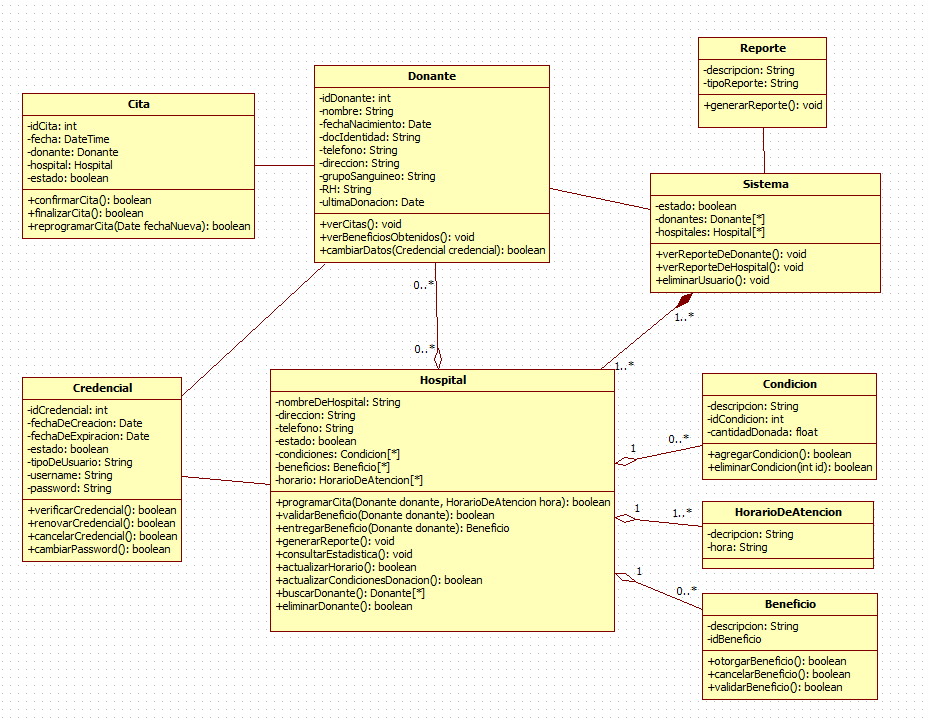 Reporte
-descripcion: String
-tipoReporte: String
+generarReporte(): void
Donante
-idDonante: int
-nombre: String
-fechaNacimiento: Date
-docIdentidad: String
-telefono: String
-direccion: String
-grupoSanguineo: String
-RH: String
-ultimaDonacion: Date
+verCitas(): void
+verBeneficiosObtenidos(): void
+cambiarDatos(Credencial credencial): boolean
Cita
-idCita: int
-fecha: DateTime
-donante: Donante
-hospital: Hospital
-estado: boolean
+confirmarCita(): boolean
+finalizarCita(): boolean
+reprogramarCita(Date fechaNueva): boolean
Sistema
-estado: boolean
-donantes: Donante[*]
-hospitales: Hospital[*]
+verReporteDeDonante(): void
+verReporteDeHospital(): void
+eliminarUsuario(): void
0..*
0..*
1..*
1..*
Credencial
-idCredencial: int
-fechaDeCreacion: Date
-fechaDeExpiracion: Date
-estado: boolean
-tipoDeUsuario: String
-username: String
-password: String
+verificarCredencial(): boolean
+renovarCredencial(): boolean
+cancelarCredencial(): boolean
+cambiarPassword(): boolean
Hospital
-nombreDeHospital: String
-direccion: String
-telefono: String
-estado: boolean
-condiciones: Condicion[*]
-beneficios: Beneficio[*]
-horario: HorarioDeAtencion[*]
+programarCita(Donante donante, HorarioDeAtencion hora): boolean
+validarBeneficio(Donante donante): boolean
+entregarBeneficio(Donante donante): Beneficio
+generarReporte(): void
+consultarEstadistica(): void
+actualizarHorario(): boolean
+actualizarCondicionesDonacion(): boolean
+buscarDonante(): Donante[*]
+eliminarDonante(): boolean
1
0..*
Condicion
-descripcion: String
-idCondicion: int
-cantidadDonada: float
+agregarCondicion(): boolean
+eliminarCondicion(int id): boolean
1
1..*
HorarioDeAtencion
-decripcion: String
-hora: String
1
0..*
Beneficio
-descripcion: String
-idBeneficio
+otorgarBeneficio(): boolean
+cancelarBeneficio(): boolean
+validarBeneficio(): boolean